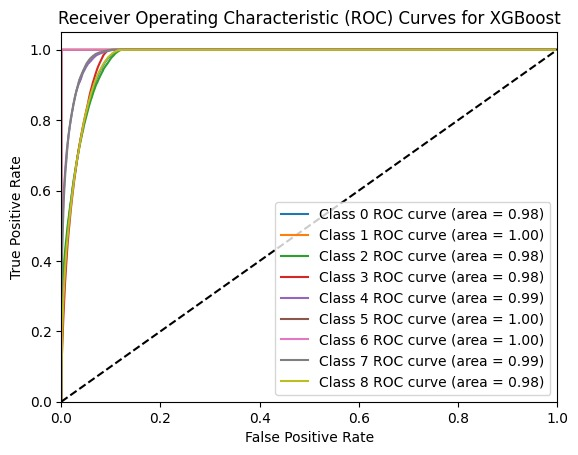 Receiver Operating Characteristic (ROC) Curves for XGBoost
True Positive Rate
1.0
0.8
0.6
0.4
0.2
0.0
Class 0 ROC curve (area = 0.98)
Class 1 ROC curve (area = 1.00)
Class 2 ROC curve (area = 0.98)
Class 3 ROC curve (area = 0.98)
Class 4 ROC curve (area = 0.99)
Class 5 ROC curve (area = 1.00)
Class 6 ROC curve (area = 1.00)
Class 7 ROC curve (area = 0.99)
Class 8 ROC curve (area = 0.98)
0.0 0.2 0.4 0.6 0.8 1.0
False Positive Rate